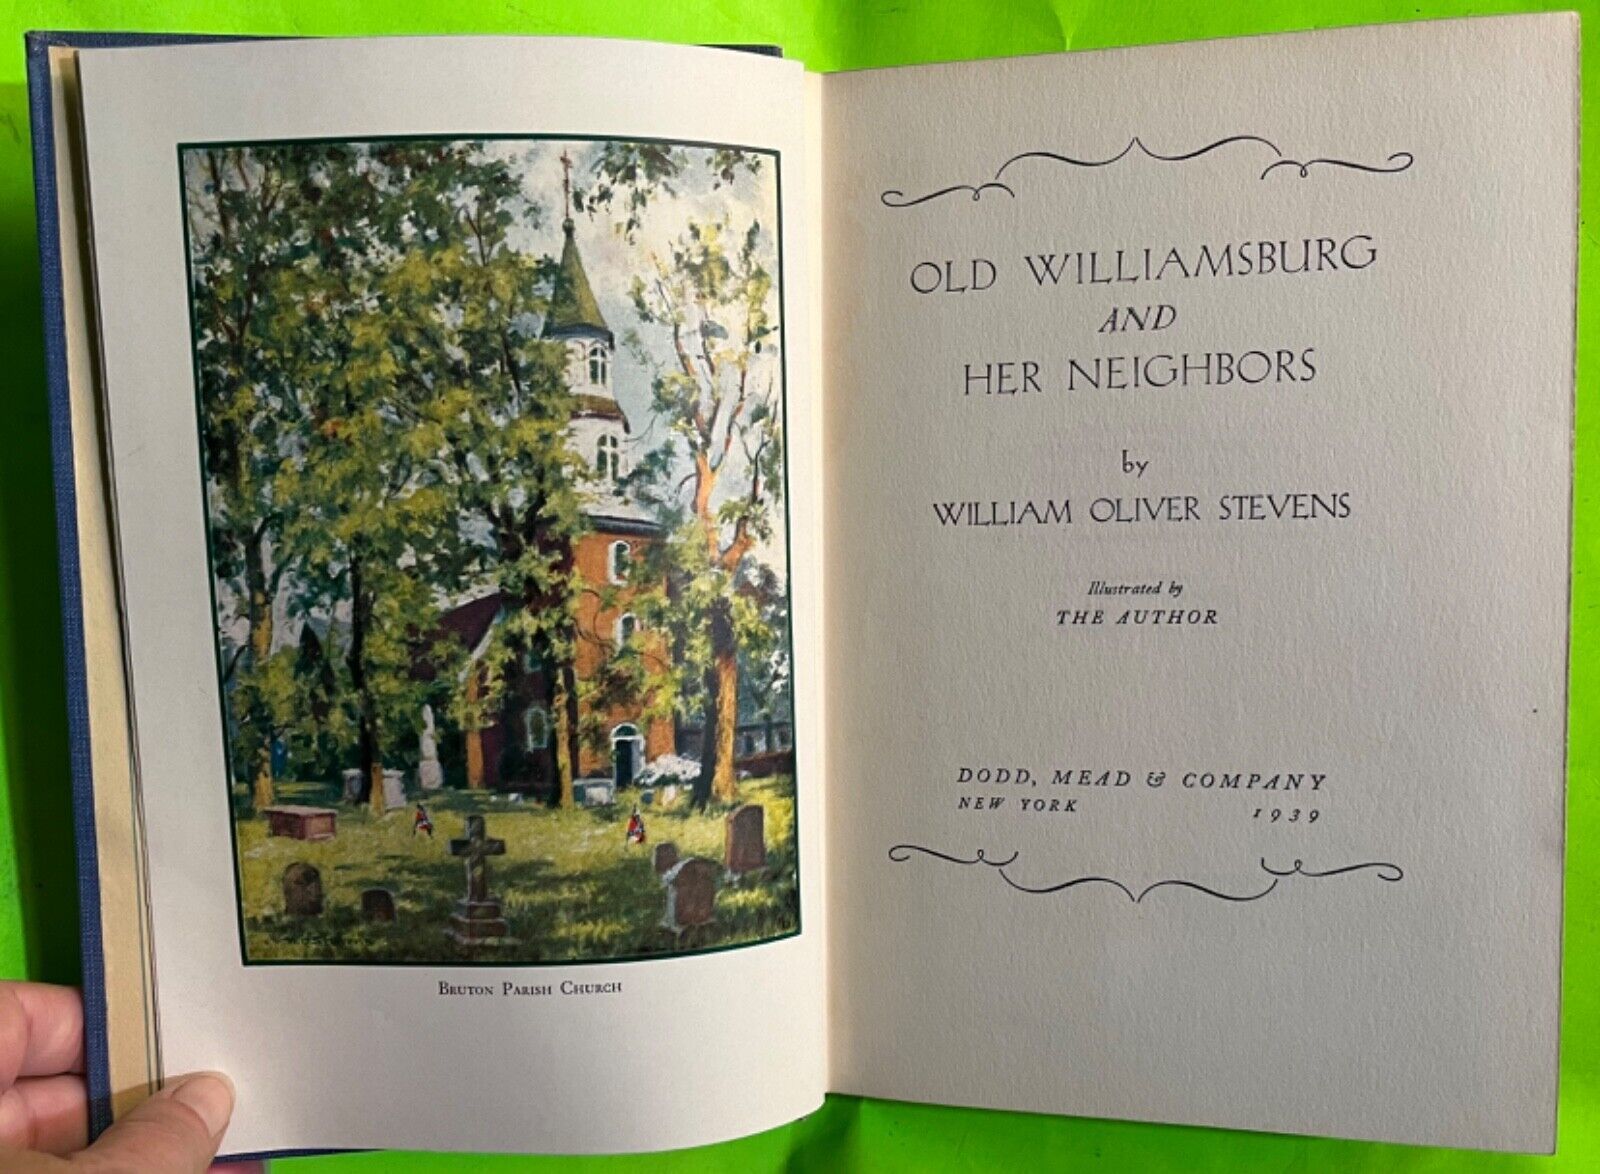 BRUTON PARISH CHURCH
OLD WILLIAMSBURG
AND
HER NEIGHBORS
by
WILLIAM OLIVER STEVENS
Illustrated by
THE AUTHOR
DODD, MEAD & COMPANY
NEW YORK 1939